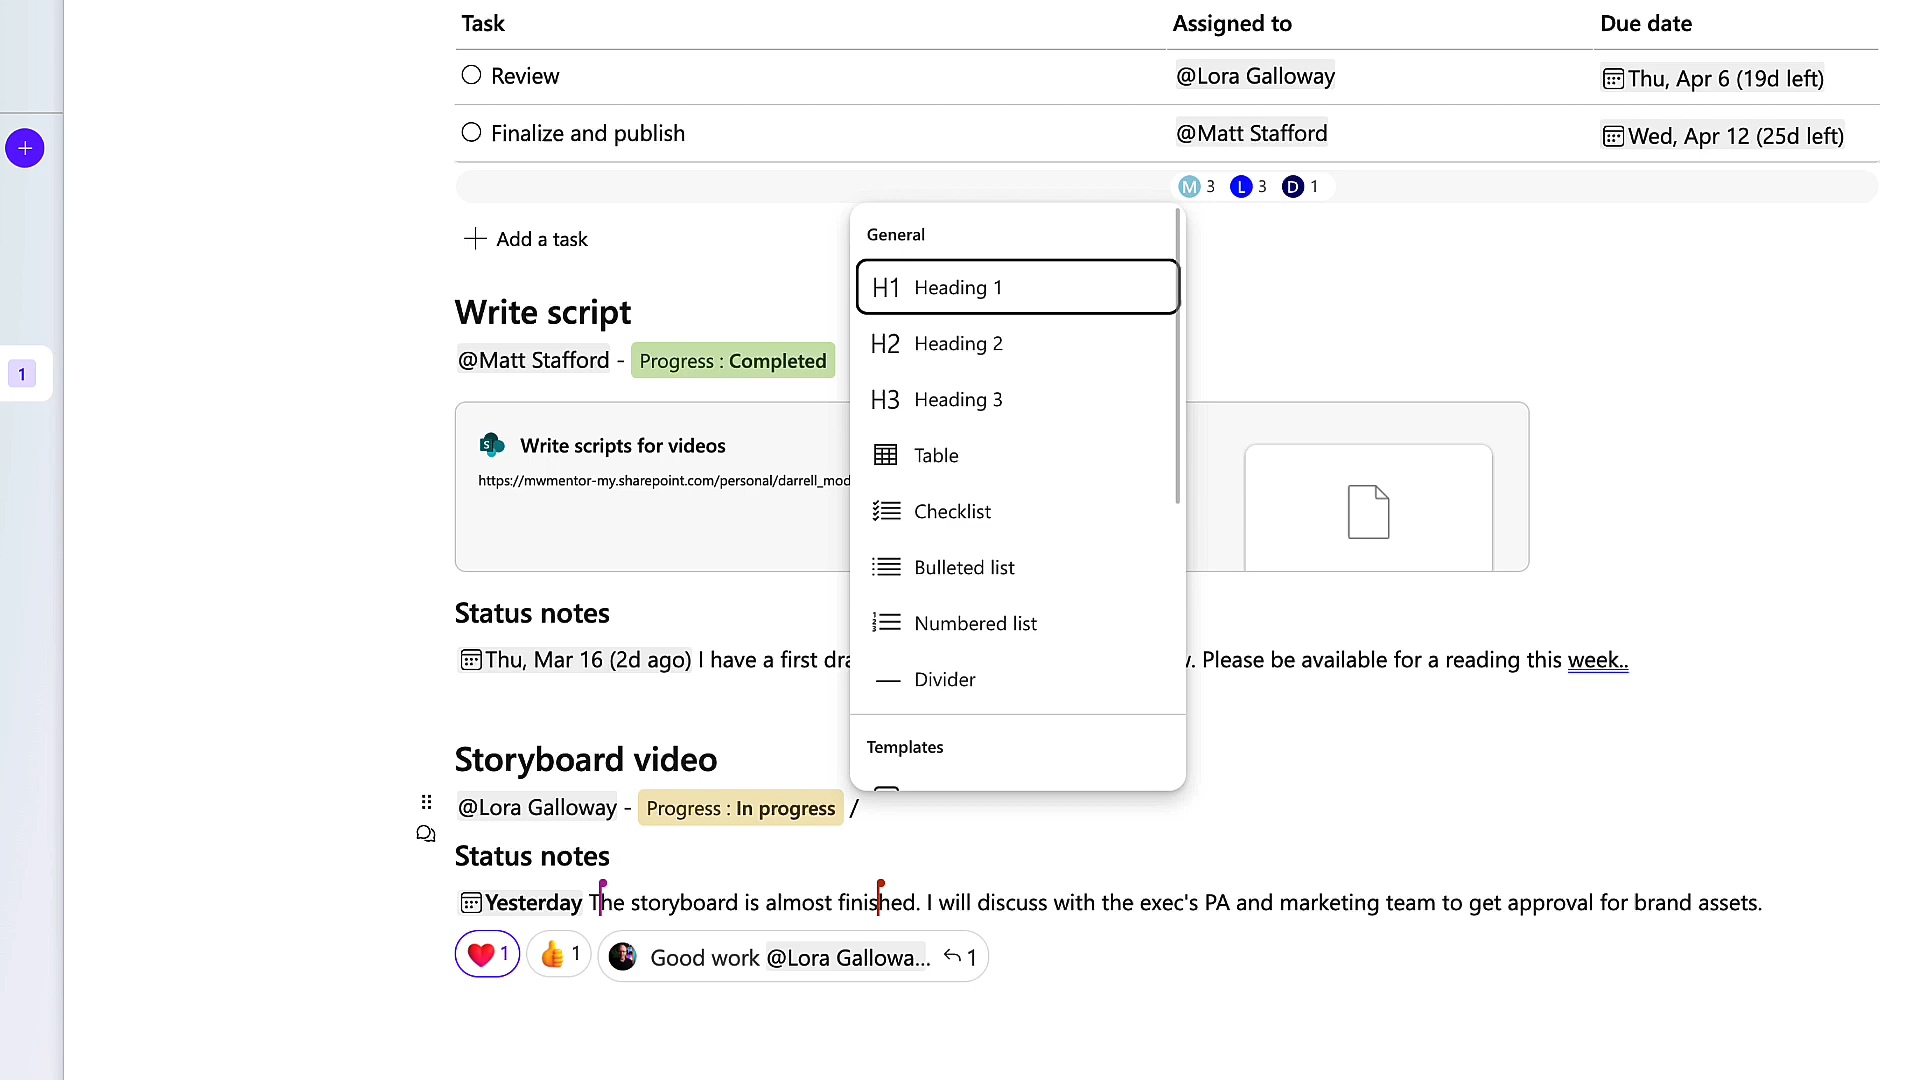 Task Assigned to Due date
Review @Lora Galloway Thu, Apr 6 (19d left)
Finalize and publish @Matt Stafford Wed, Apr 12 (25d left)
M 3 L 3 D 1
Add a task
General
H1 Heading 1
H2 Heading 2
H3 Heading 3
Table
Checklist
Bulleted list
Numbered list
Divider
Templates
1
Write script
@Matt Stafford - Progress : Completed
S Write scripts for videos
https://mwmentor-my.sharepoint.com/personal/darrell_mod
Status notes
Thu, Mar 16 (2d ago) I have a first . Please be available for a reading this week..
Storyboard video
@Lora Galloway - Progress : In progress /
Status notes
Yesterday The storyboard is almost finished. I will discuss with the exec's PA and marketing team to get approval for brand assets.
1 1 Good work @Lora Gallowa... 1